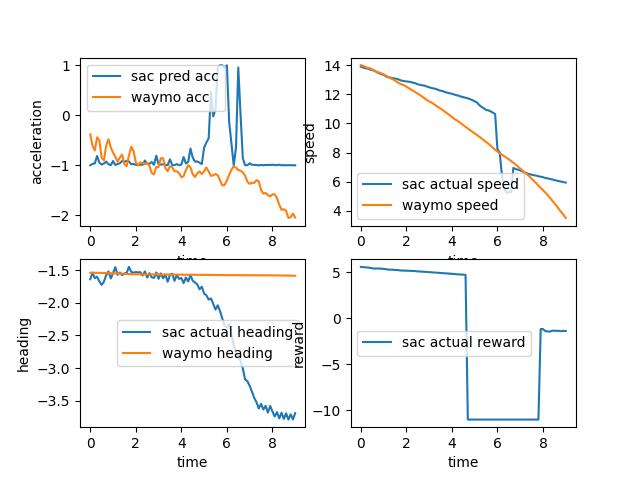 1
0
−1
−2
acceleration
sac pred acc
waymo acc
0
2
4
6
8
time
14
12
10
8
6
4
speed
sac actual speed
waymo speed
0
2
4
6
8
time
−1.5
−2.0
−2.5
−3.0
−3.5
heading
sac actual heading
waymo heading
0
2
4
6
8
time
5
0
−5
−10
reward
sac actual reward
0
2
4
6
8
time